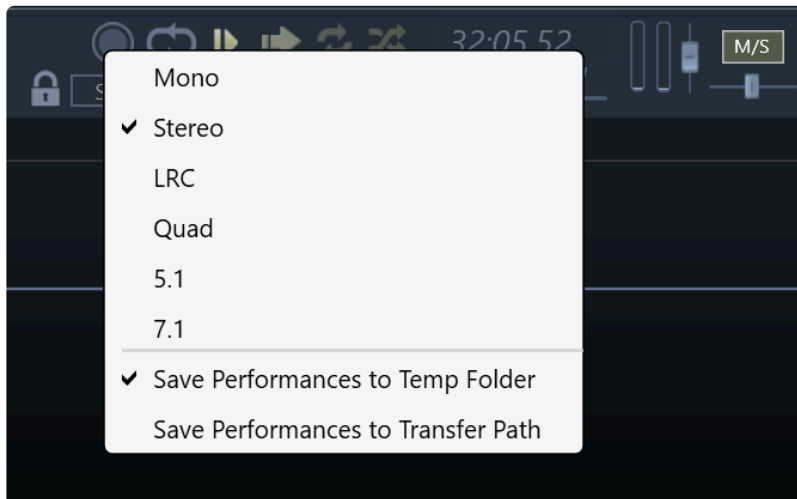 32:05.52
M/S
S
Mono
Stereo
LRC
Quad
5.1
7.1
Save Performances to Temp Folder
Save Performances to Transfer Path